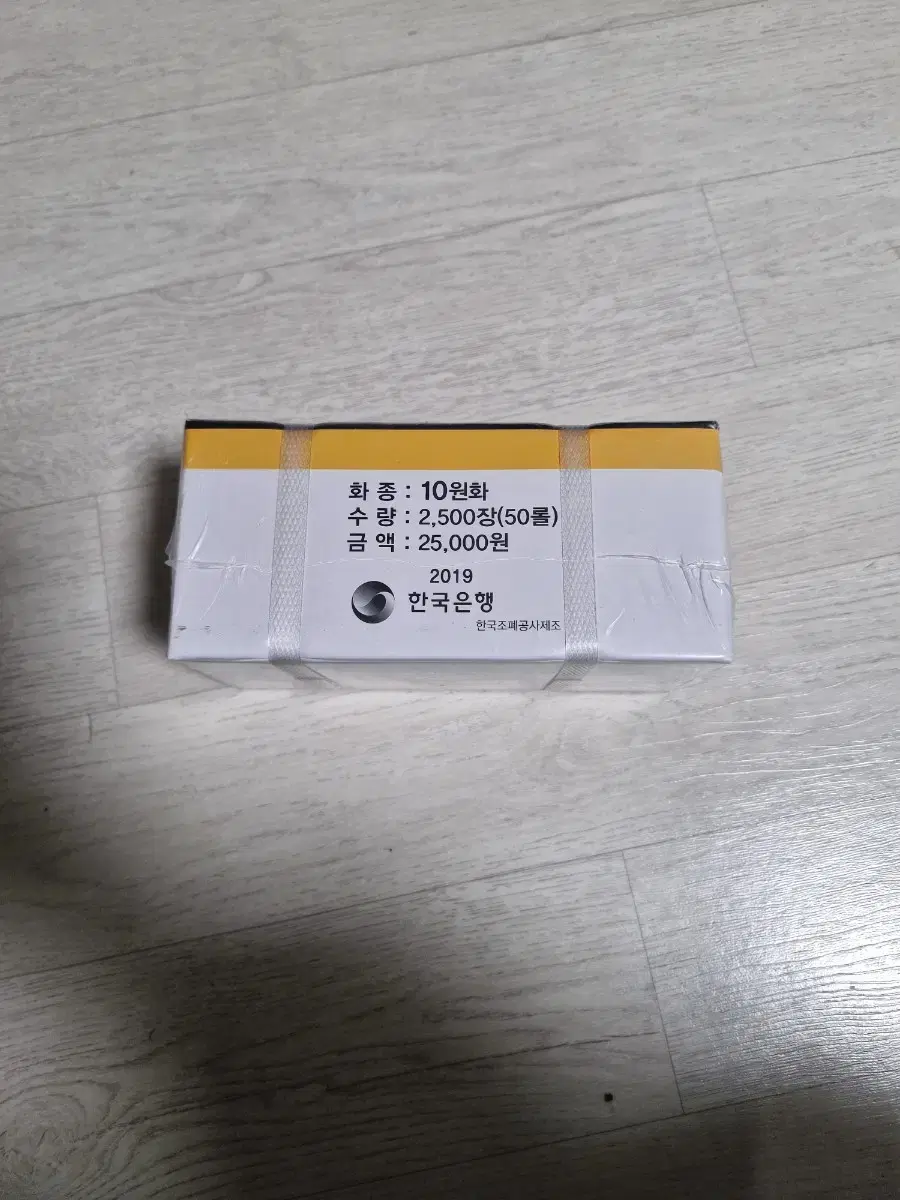 화 종 : 10원화
수 량 : 2,500장(50롤)
금 액 : 25,000원
2019
한국은행
한국조폐공사제조